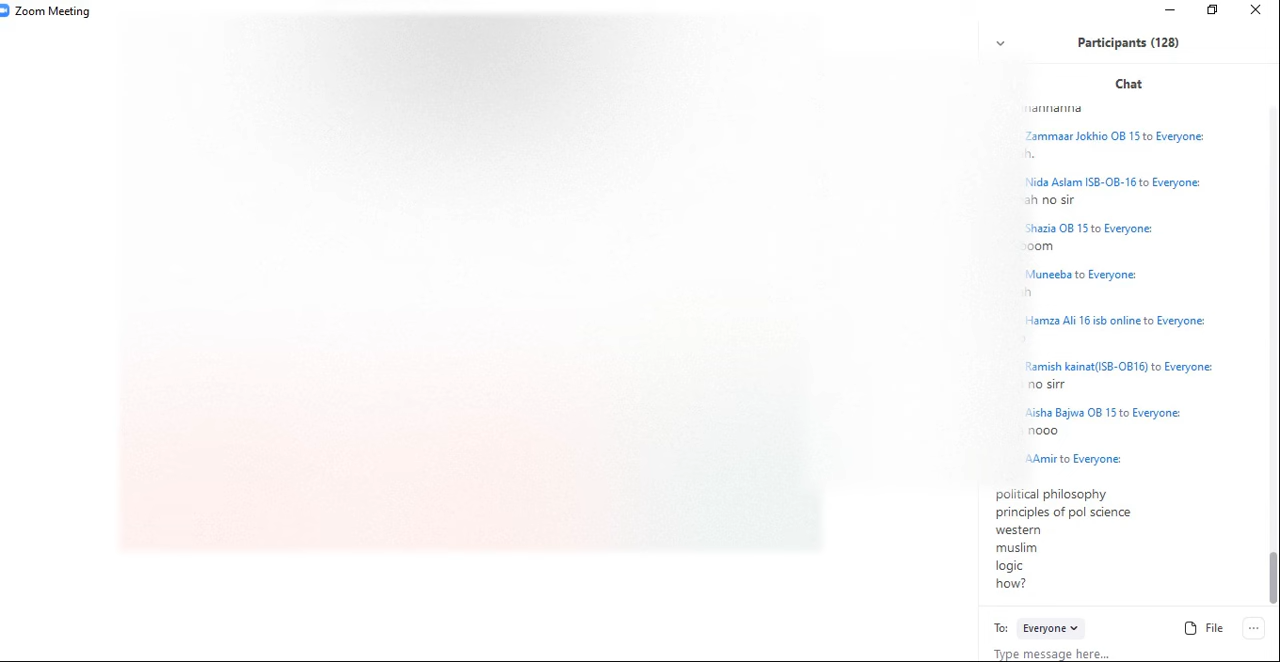 Zoom Meeting
Participants (128)
Chat
Zammaar Jokhio OB 15 to Everyone:
h.
Nida Aslam ISB-OB-16 to Everyone:
ah no sir
Shazia OB 15 to Everyone:
boom
Muneeba to Everyone:
h
Hamza Ali 16 isb online to Everyone:
Ramish kainat(ISB-OB16) to Everyone:
no sirr
Aisha Bajwa OB 15 to Everyone:
nooo
AAmir to Everyone:
political philosophy
principles of pol science
western
muslim
logic
how?
To: Everyone File ...
Type message here...